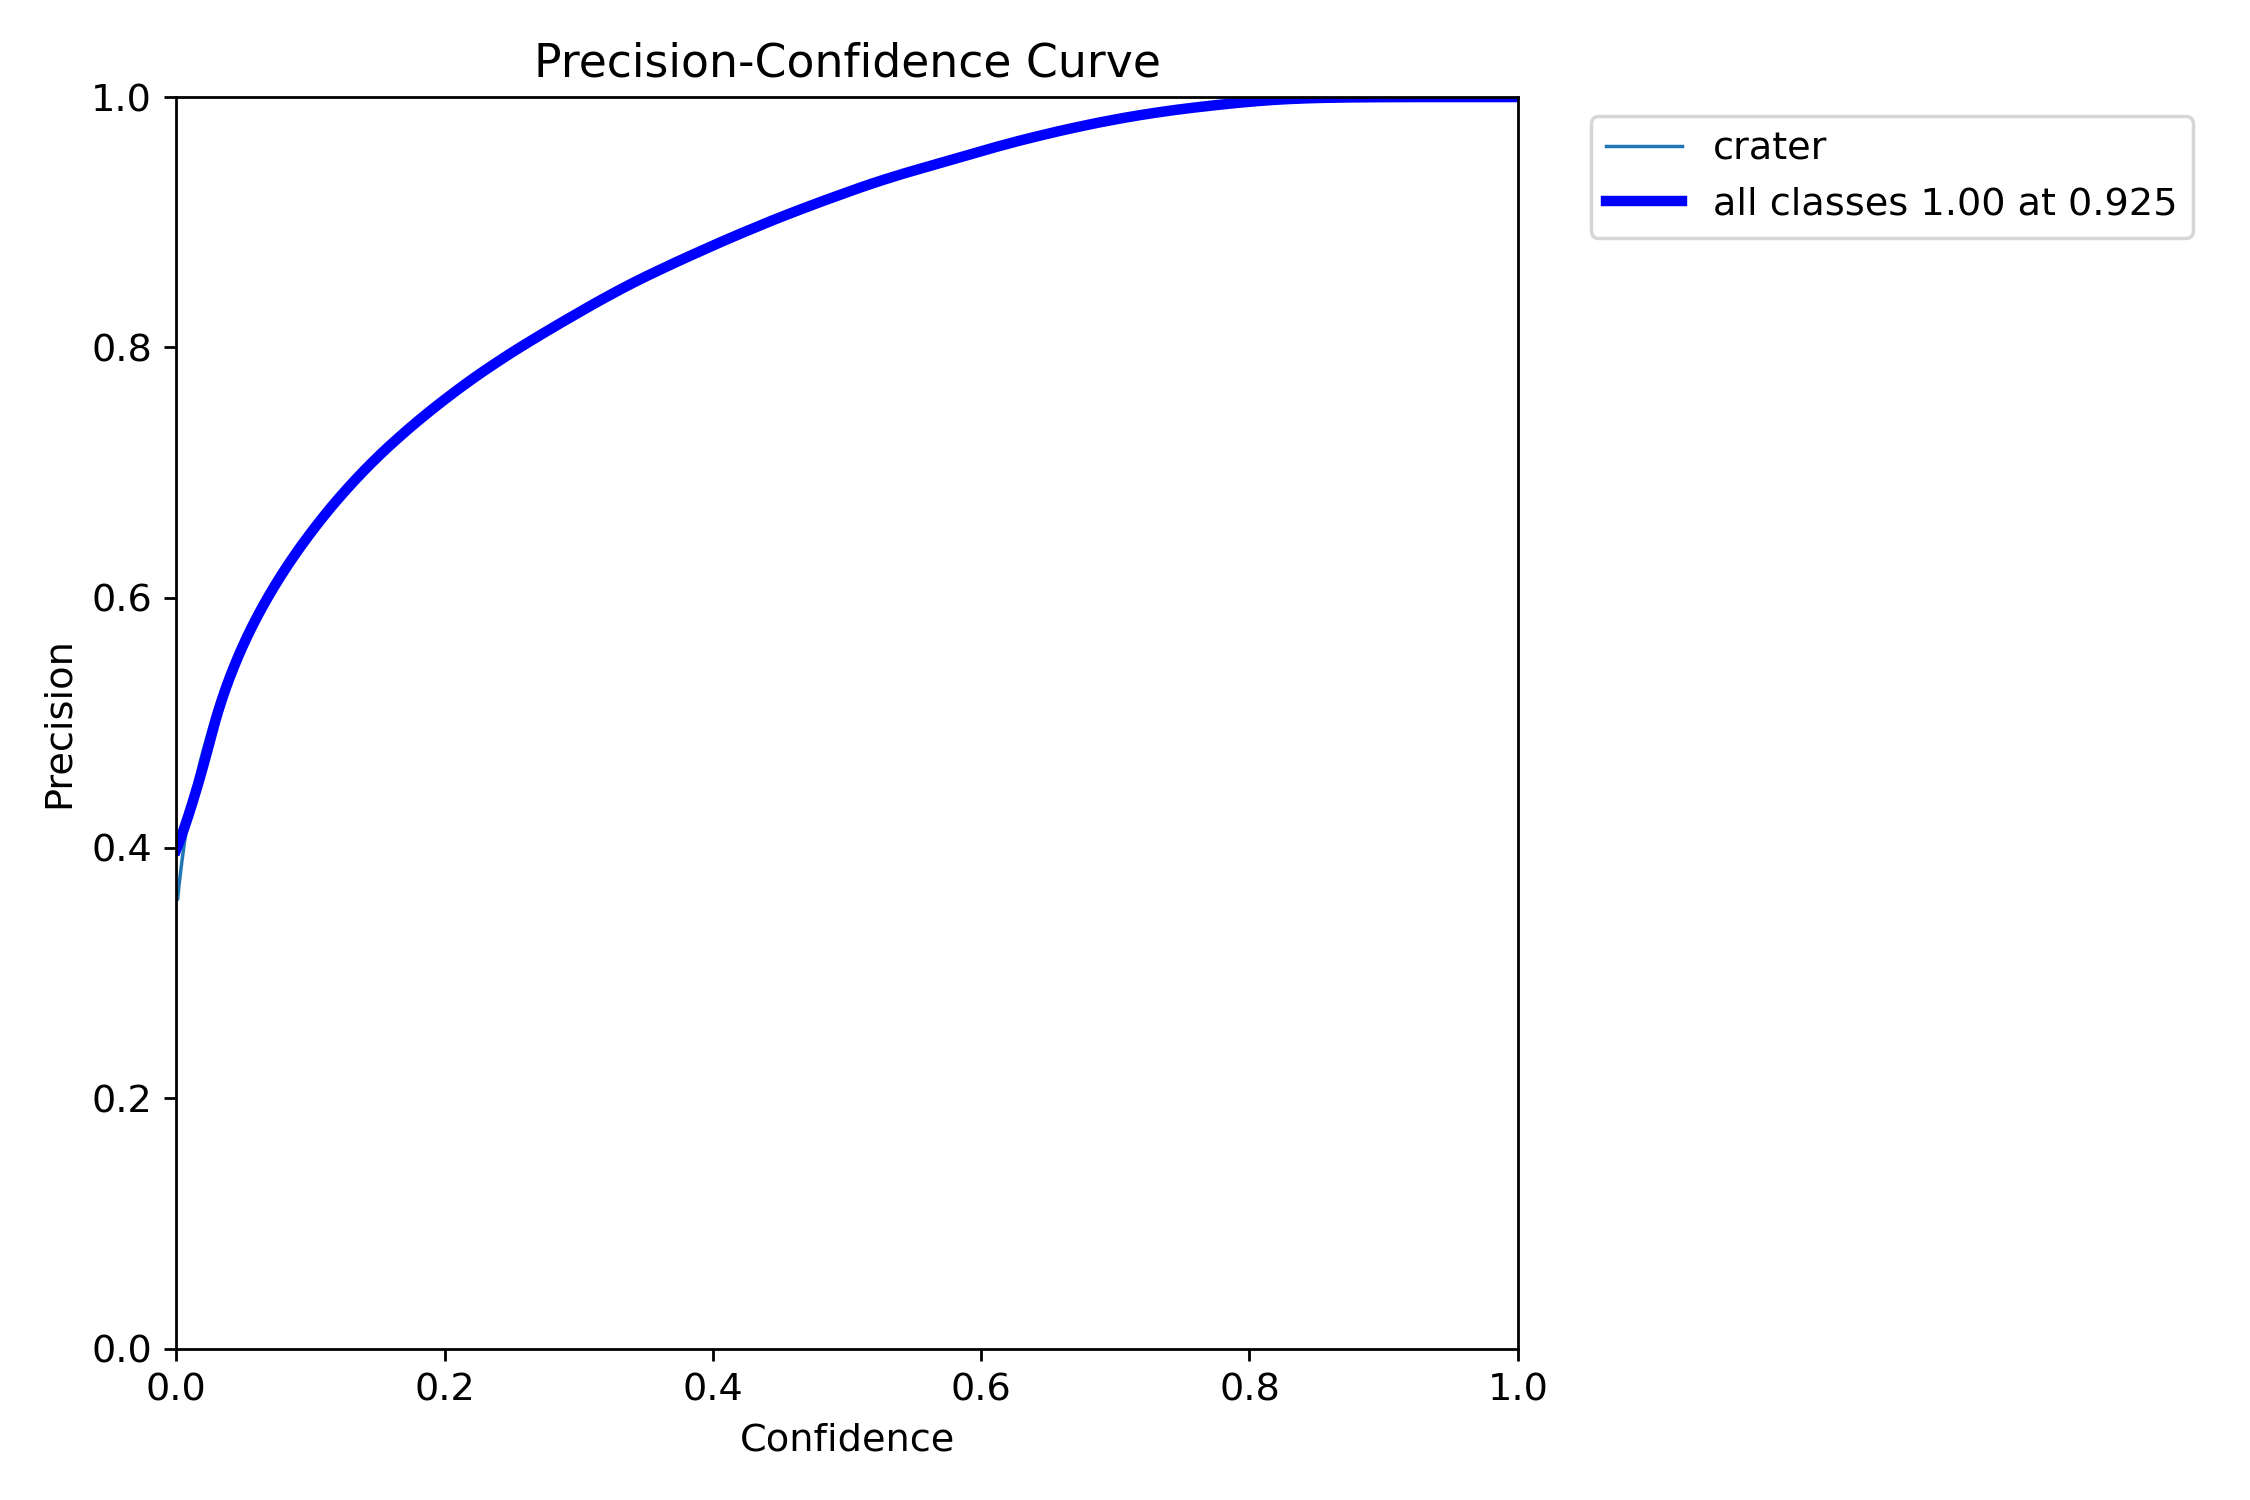 Precision-Confidence Curve
1.0
0.8
0.6
0.4
0.2
0.0
Precision
0.0 0.2 0.4 0.6 0.8 1.0
Confidence
crater
all classes 1.00 at 0.925